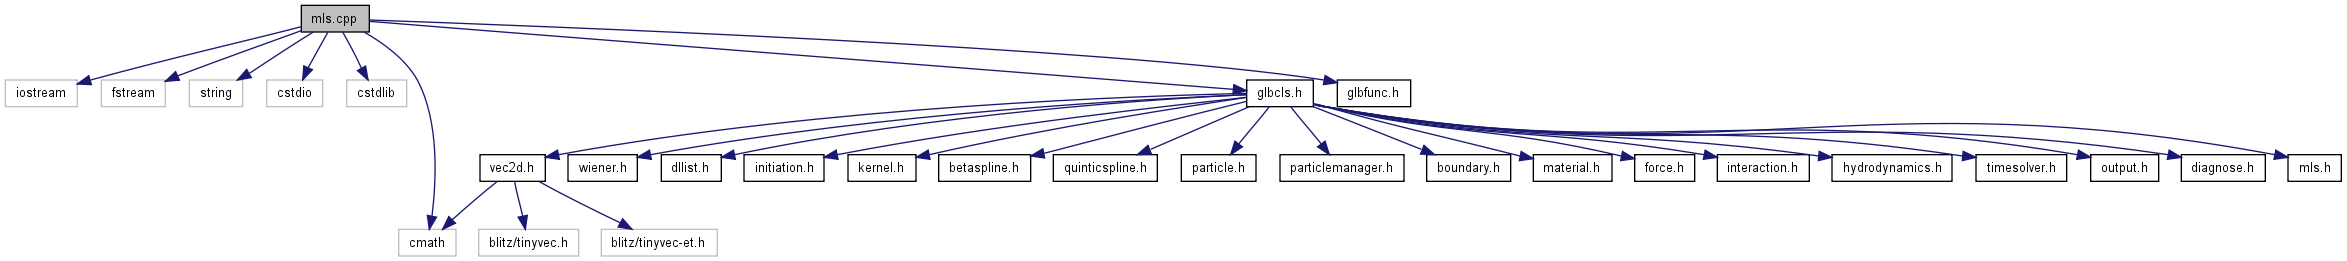 mls.cpp
iostream
fstream
string
cstdio
cstdlib
glbcls.h
glbfunc.h
vec2d.h
wiener.h
dllist.h
initiation.h
kernel.h
betaspline.h
quinticspline.h
particle.h
particlemanager.h
boundary.h
material.h
force.h
interaction.h
hydrodynamics.h
timesolver.h
output.h
diagnose.h
mls.h
cmath
blitz/tinyvec.h
blitz/tinyvec-et.h